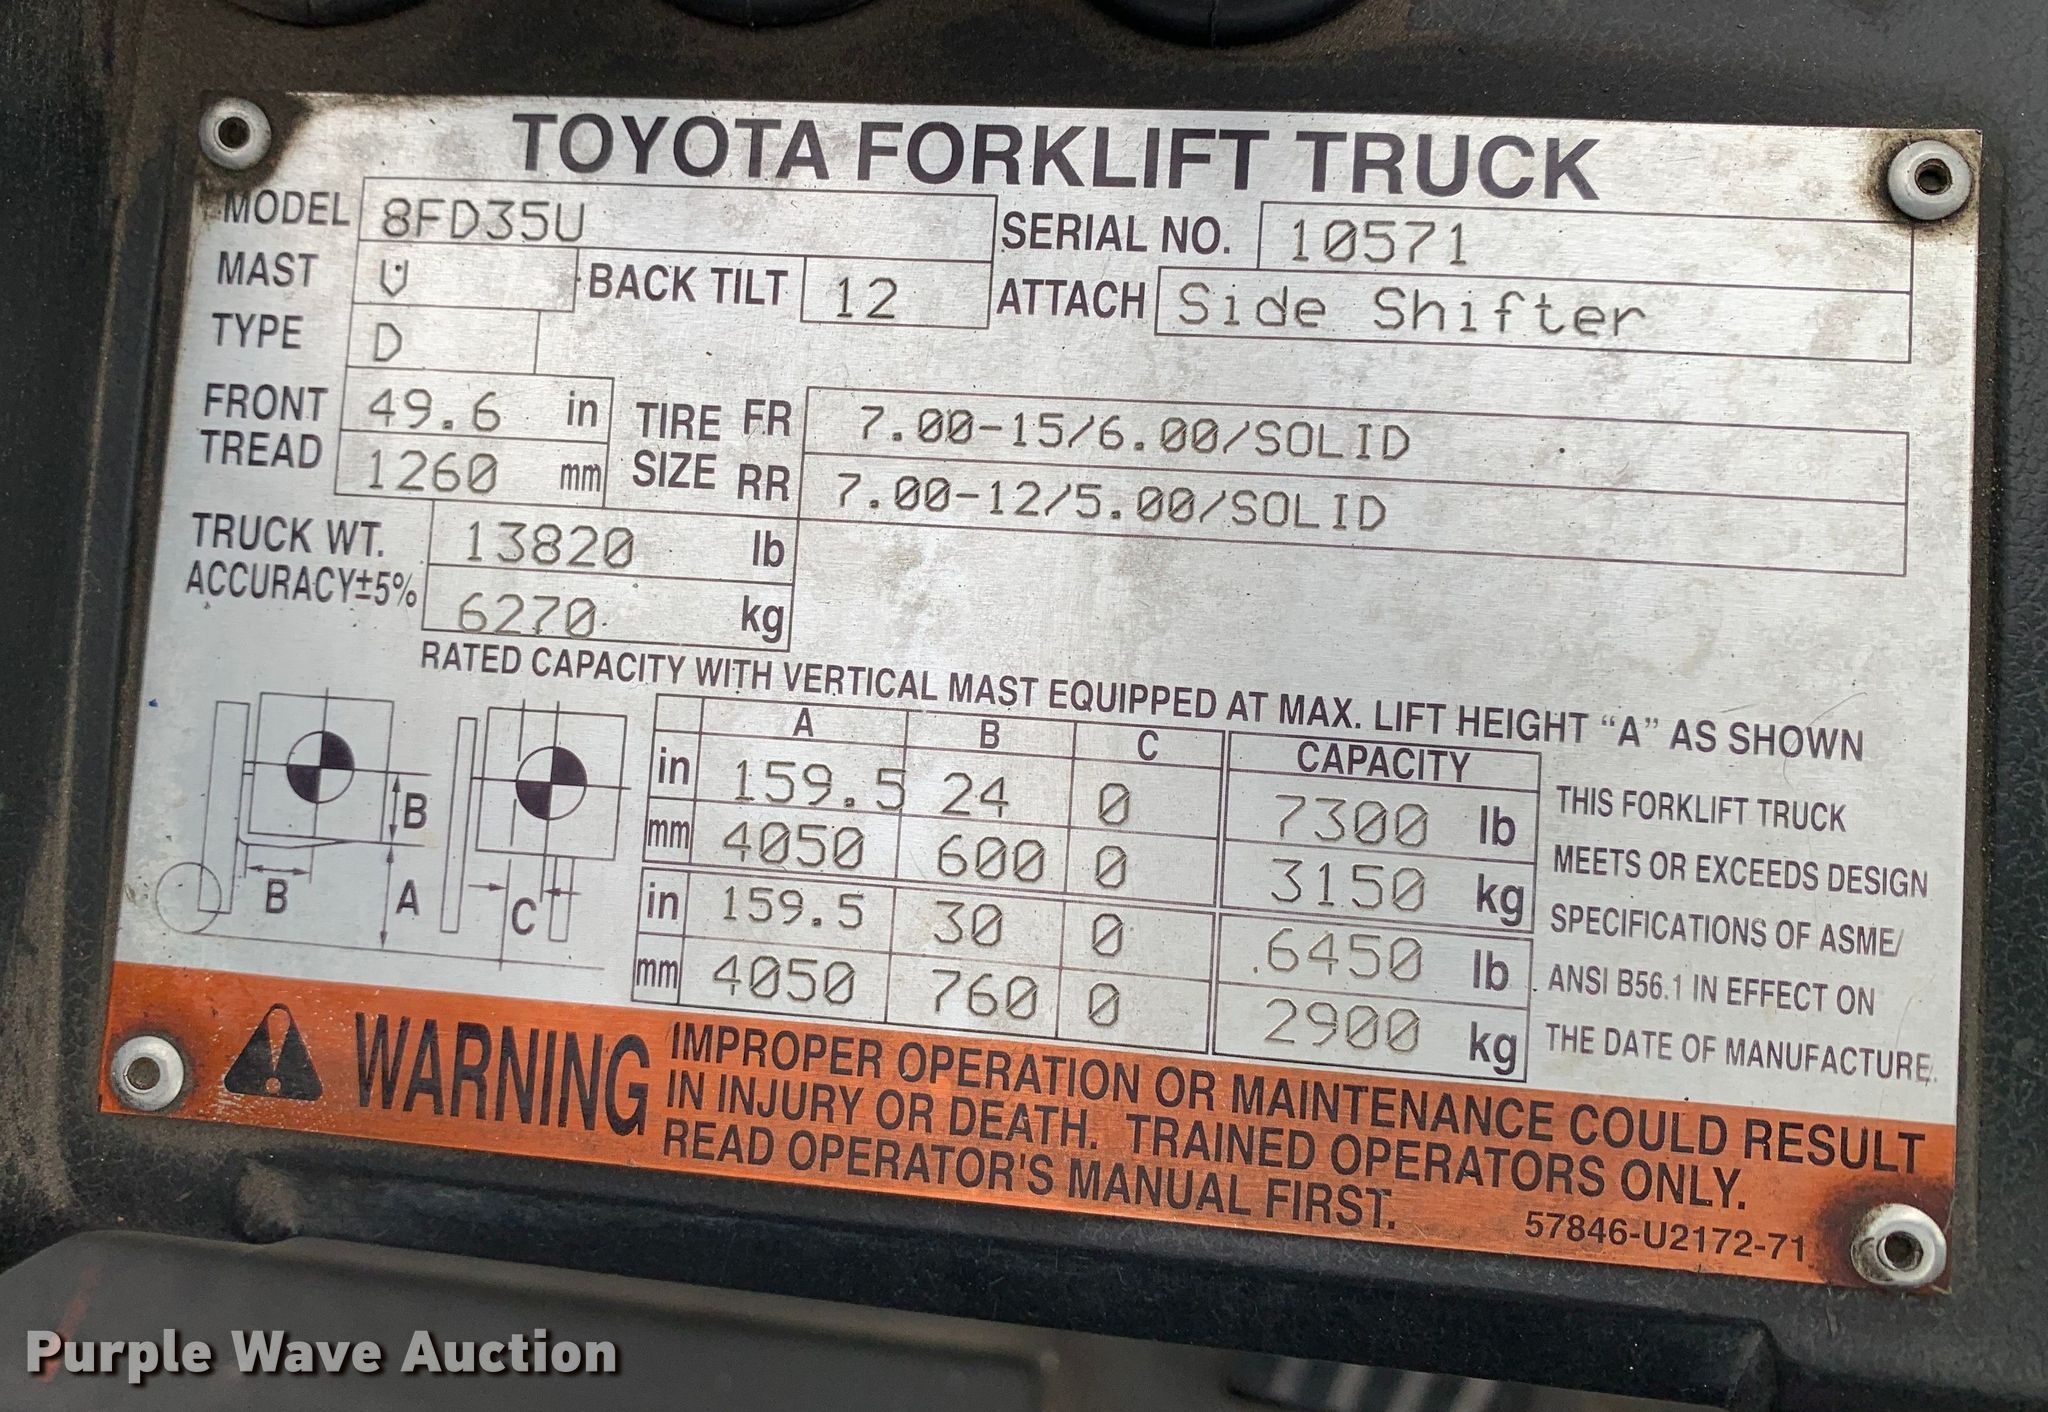 TOYOTA FORKLIFT TRUCK
MODEL 8FD35U SERIAL NO. 10571
MAST V BACK TILT 12 ATTACH Side Shifter
TYPE D
FRONT TREAD 49.6 in TIRE SIZE FR 7.00-15/6.00/SOLID
1260 mm RR 7.00-12/5.00/SOLID
TRUCK WT. 13820 lb
ACCURACY±5% 6270 kg
RATED CAPACITY WITH VERTICAL MAST EQUIPPED AT MAX. LIFT HEIGHT “A” AS SHOWN
B
B
A
C
A B C CAPACITY
in 159.5 24 0 7300 lb
mm 4050 600 0 3150 kg
in 159.5 30 0 6450 lb
mm 4050 760 0 2900 kg
THIS FORKLIFT TRUCK
MEETS OR EXCEEDS DESIGN
SPECIFICATIONS OF ASME/
ANSI B56.1 IN EFFECT ON
THE DATE OF MANUFACTURE.
WARNING
IMPROPER OPERATION OR MAINTENANCE COULD RESULT
IN INJURY OR DEATH. TRAINED OPERATORS ONLY.
READ OPERATOR'S MANUAL FIRST.
57846-U2172-71
Purple Wave Auction